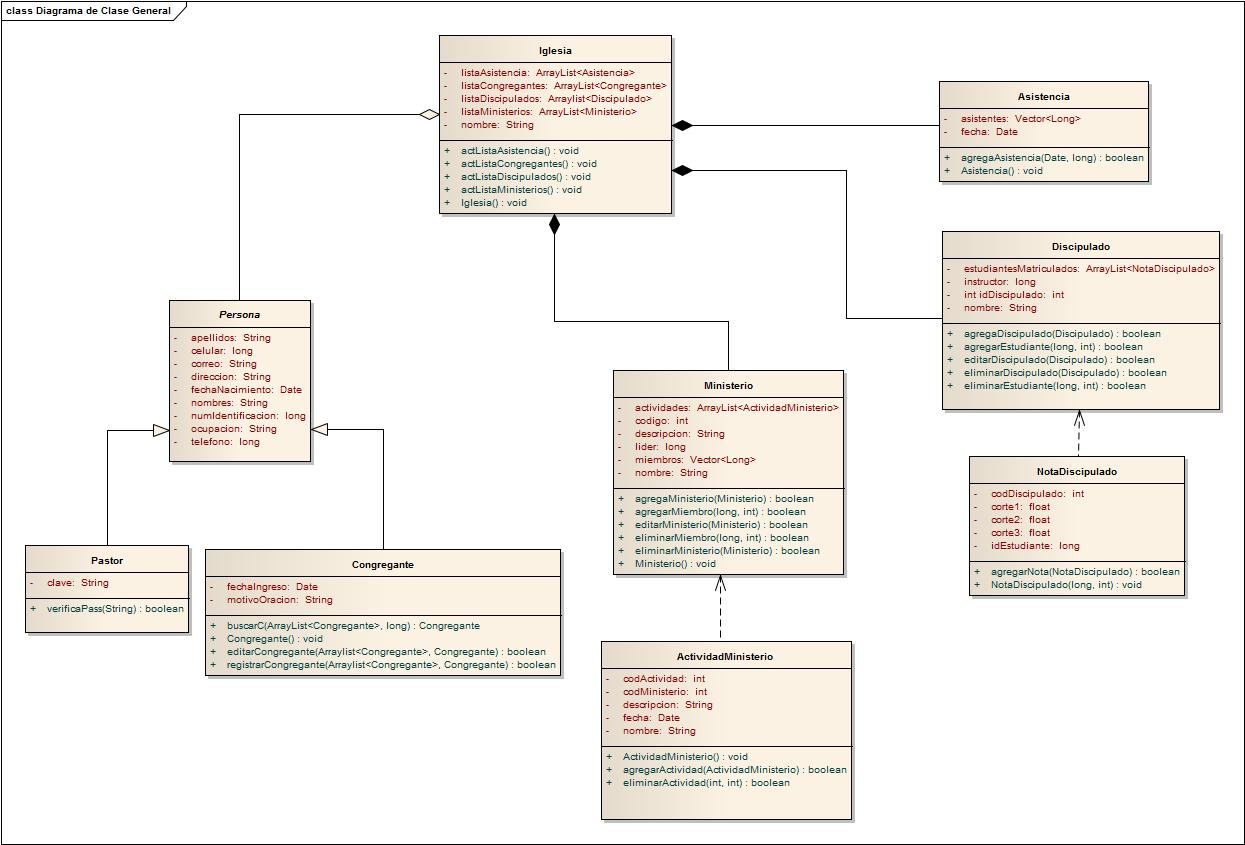 class Diagrama de Clase General
Iglesia
- listaAsistencia: ArrayList<Asistencia>
- listaCongregantes: ArrayList<Congregante>
- listaDiscipulados: Arraylist<Discipulado>
- listaMinisterios: ArrayList<Ministerio>
- nombre: String
+ actListaAsistencia() : void
+ actListaCongregantes() : void
+ actListaDiscipulados() : void
+ actListaMinisterios() : void
+ Iglesia() : void
Asistencia
- asistentes: Vector<Long>
- fecha: Date
+ agregaAsistencia(Date, long) : boolean
+ Asistencia() : void
Discipulado
- estudiantesMatriculados: ArrayList<NotaDiscipulado>
- instructor: long
- int idDiscipulado: int
- nombre: String
+ agregaDiscipulado(Discipulado) : boolean
+ agregarEstudiante(long, int) : boolean
+ editarDiscipulado(Discipulado) : boolean
+ eliminarDiscipulado(Discipulado) : boolean
+ eliminarEstudiante(long, int) : boolean
Persona
- apellidos: String
- celular: long
- correo: String
- direccion: String
- fechaNacimiento: Date
- nombres: String
- numIdentificacion: long
- ocupacion: String
- telefono: long
Ministerio
- actividades: ArrayList<ActividadMinisterio>
- codigo: int
- descripcion: String
- lider: long
- miembros: Vector<Long>
- nombre: String
+ agregaMinisterio(Ministerio) : boolean
+ agregarMiembro(long, int) : boolean
+ editarMinisterio(Ministerio) : boolean
+ eliminarMiembro(long, int) : boolean
+ eliminarMinisterio(Ministerio) : boolean
+ Ministerio() : void
NotaDiscipulado
- codDiscipulado: int
- corte1: float
- corte2: float
- corte3: float
- idEstudiante: long
+ agregarNota(NotaDiscipulado) : boolean
+ NotaDiscipulado(long, int) : void
Pastor
- clave: String
+ verificaPass(String) : boolean
Congregante
- fechaIngreso: Date
- motivoOracion: String
+ buscarC(ArrayList<Congregante>, long) : Congregante
+ Congregante() : void
+ editarCongregante(Arraylist<Congregante>, Congregante) : boolean
+ registrarCongregante(Arraylist<Congregante>, Congregante) : boolean
ActividadMinisterio
- codActividad: int
- codMinisterio: int
- descripcion: String
- fecha: Date
- nombre: String
+ ActividadMinisterio() : void
+ agregarActividad(ActividadMinisterio) : boolean
+ eliminarActividad(int, int) : boolean